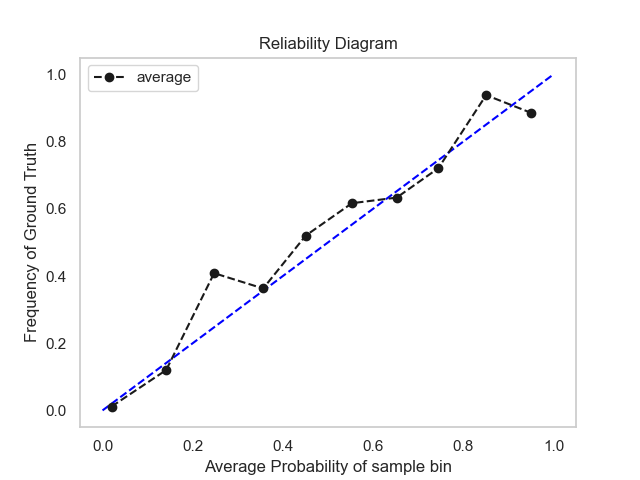 Reliability Diagram
average
Frequency of Ground Truth
1.0
0.8
0.6
0.4
0.2
0.0
0.0 0.2 0.4 0.6 0.8 1.0
Average Probability of sample bin